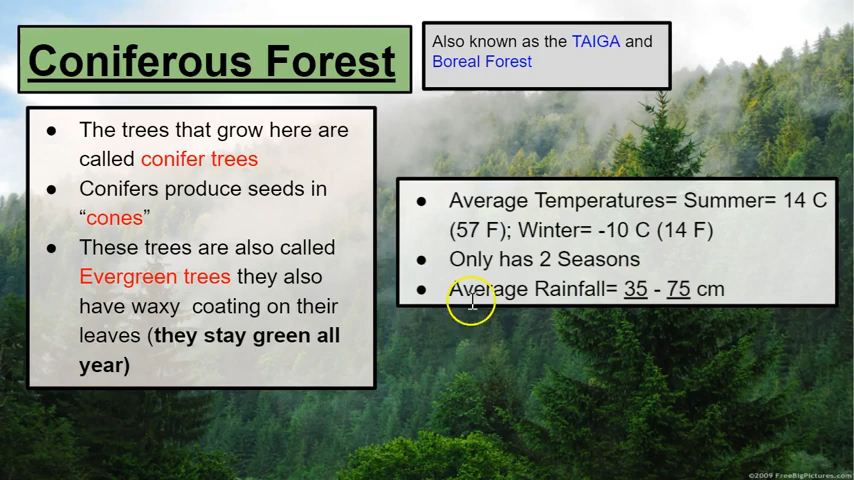 Coniferous Forest
Also known as the TAIGA and
Boreal Forest
● The trees that grow here are
called conifer trees
● Conifers produce seeds in
“cones”
● These trees are also called
Evergreen trees they also
have waxy  coating on their
leaves (they stay green all
year)
● Average Temperatures= Summer= 14 C
(57 F); Winter= -10 C (14 F)
● Only has 2 Seasons
● Average Rainfall= 35 - 75 cm
©2009 FreeBigPictures.com